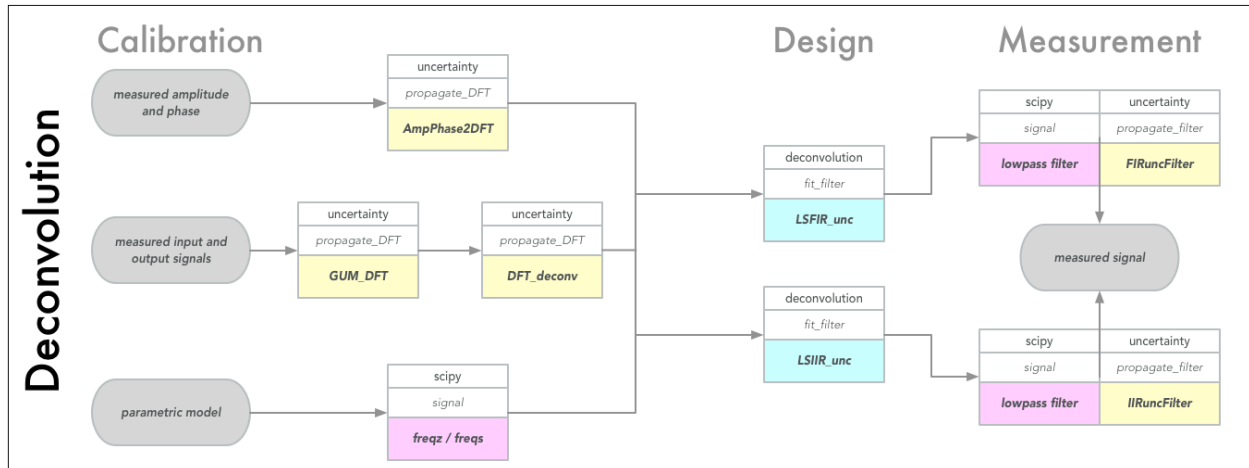 Deconvolution
Calibration
Design
Measurement
measured amplitude
and phase
uncertainty
propagate_DFT
AmpPhase2DFT
measured input and
output signals
uncertainty
propagate_DFT
GUM_DFT
uncertainty
propagate_DFT
DFT_deconv
parametric model
scipy
signal
freqz / freqs
deconvolution
fit_filter
LSFIR_unc
deconvolution
fit_filter
LSIIR_unc
scipy
signal
lowpass filter
uncertainty
propagate_filter
FIRuncFilter
measured signal
scipy
signal
lowpass filter
uncertainty
propagate_filter
IIRuncFilter